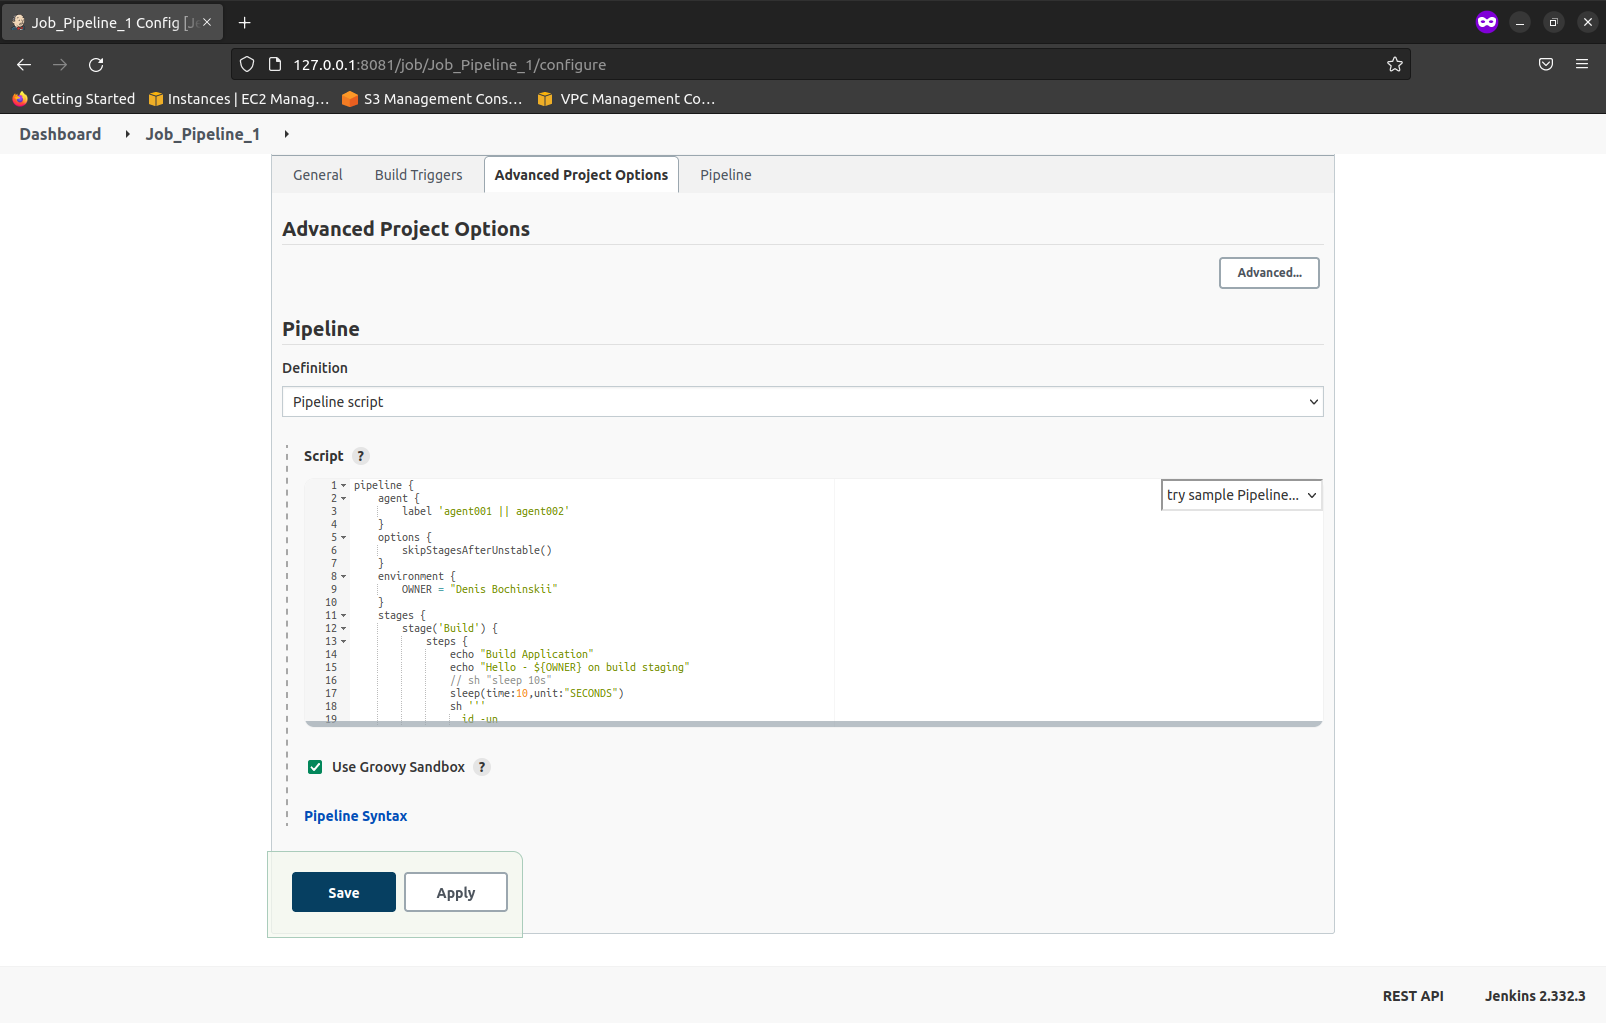 Job_Pipeline_1 Config [Je
127.0.0.1:8081/job/Job_Pipeline_1/configure
Getting Started Instances | EC2 Manag… S3 Management Cons… VPC Management Co…
Dashboard Job_Pipeline_1
General Build Triggers Advanced Project Options Pipeline
Advanced Project Options
Advanced...
Pipeline
Definition
Pipeline script
Script ?
try sample Pipeline...
1 pipeline {
2 agent {
3 label 'agent001 || agent002'
4 }
5 options {
6 skipStagesAfterUnstable()
7 }
8 environment {
9 OWNER = "Denis Bochinskii"
10 }
11 stages {
12 stage('Build') {
13 steps {
14 echo "Build Application"
15 echo "Hello - ${OWNER} on build staging"
16 // sh "sleep 10s"
17 sleep(time:10,unit:"SECONDS")
18 sh '''
19 id -un
Use Groovy Sandbox ?
Pipeline Syntax
Save Apply
REST API Jenkins 2.332.3